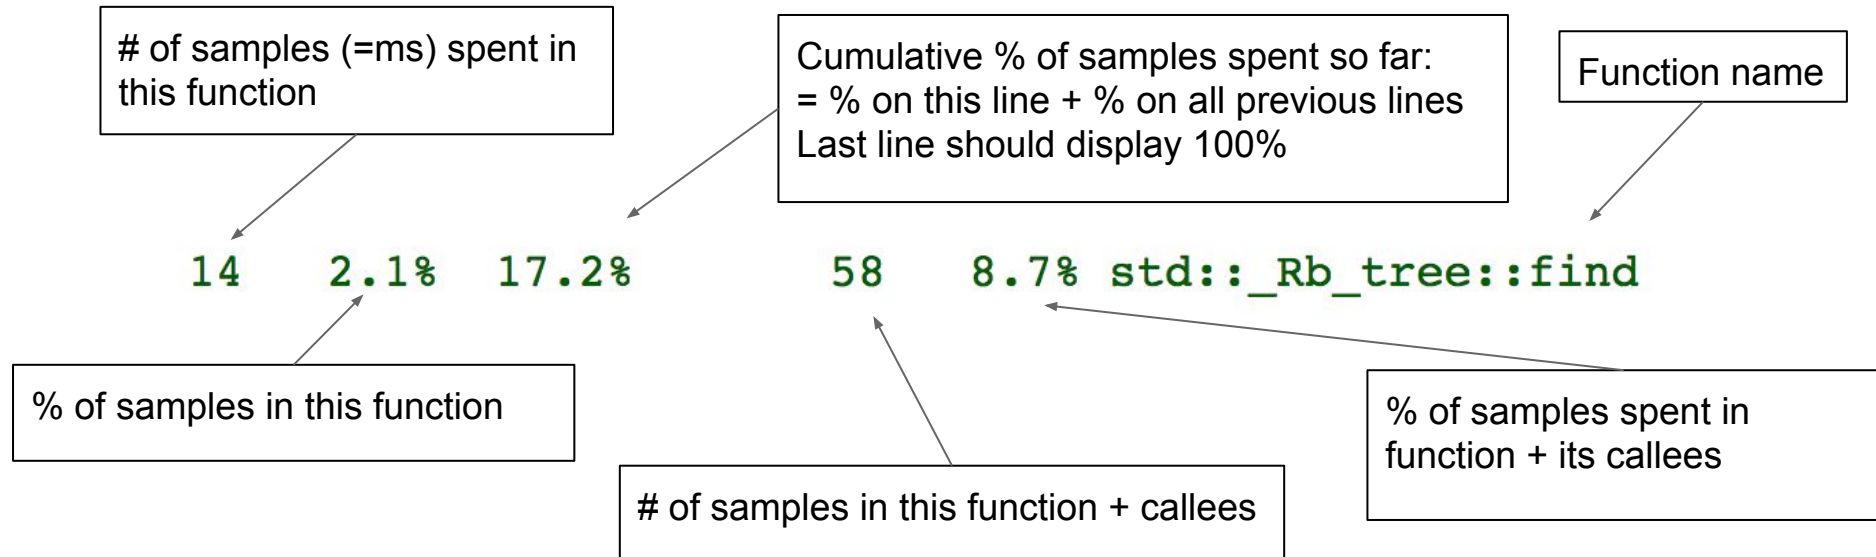 # of samples (=ms) spent in
this function
Cumulative % of samples spent so far:
= % on this line + % on all previous lines
Last line should display 100%
Function name
14 2.1% 17.2% 58 8.7% std::_Rb_tree::find
% of samples in this function
# of samples in this function + callees
% of samples spent in
function + its callees